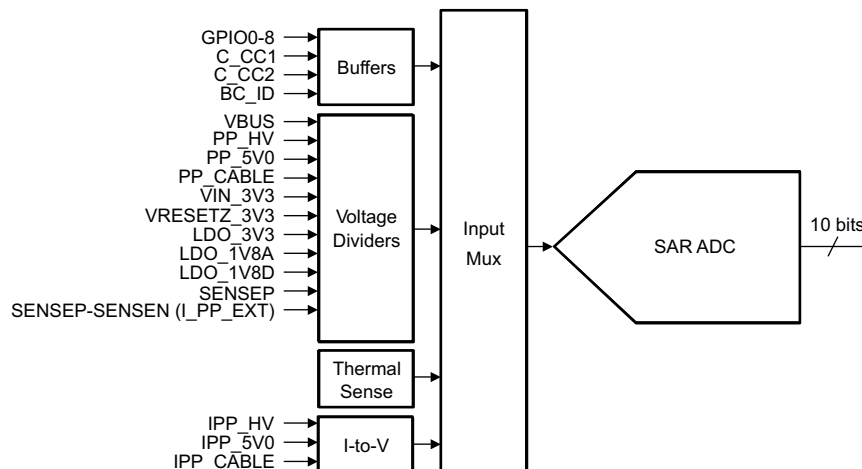 GPIO0-8
C_CC1
C_CC2
BC_ID
Buffers
VBUS
PP_HV
PP_5V0
PP_CABLE
VIN_3V3
VRESETZ_3V3
LDO_3V3
LDO_1V8A
LDO_1V8D
SENSEP
SENSEP-SENSEN (I_PP_EXT)
Voltage
Dividers
Thermal
Sense
IPP_HV
IPP_5V0
IPP_CABLE
I-to-V
Input
Mux
SAR ADC
10 bits